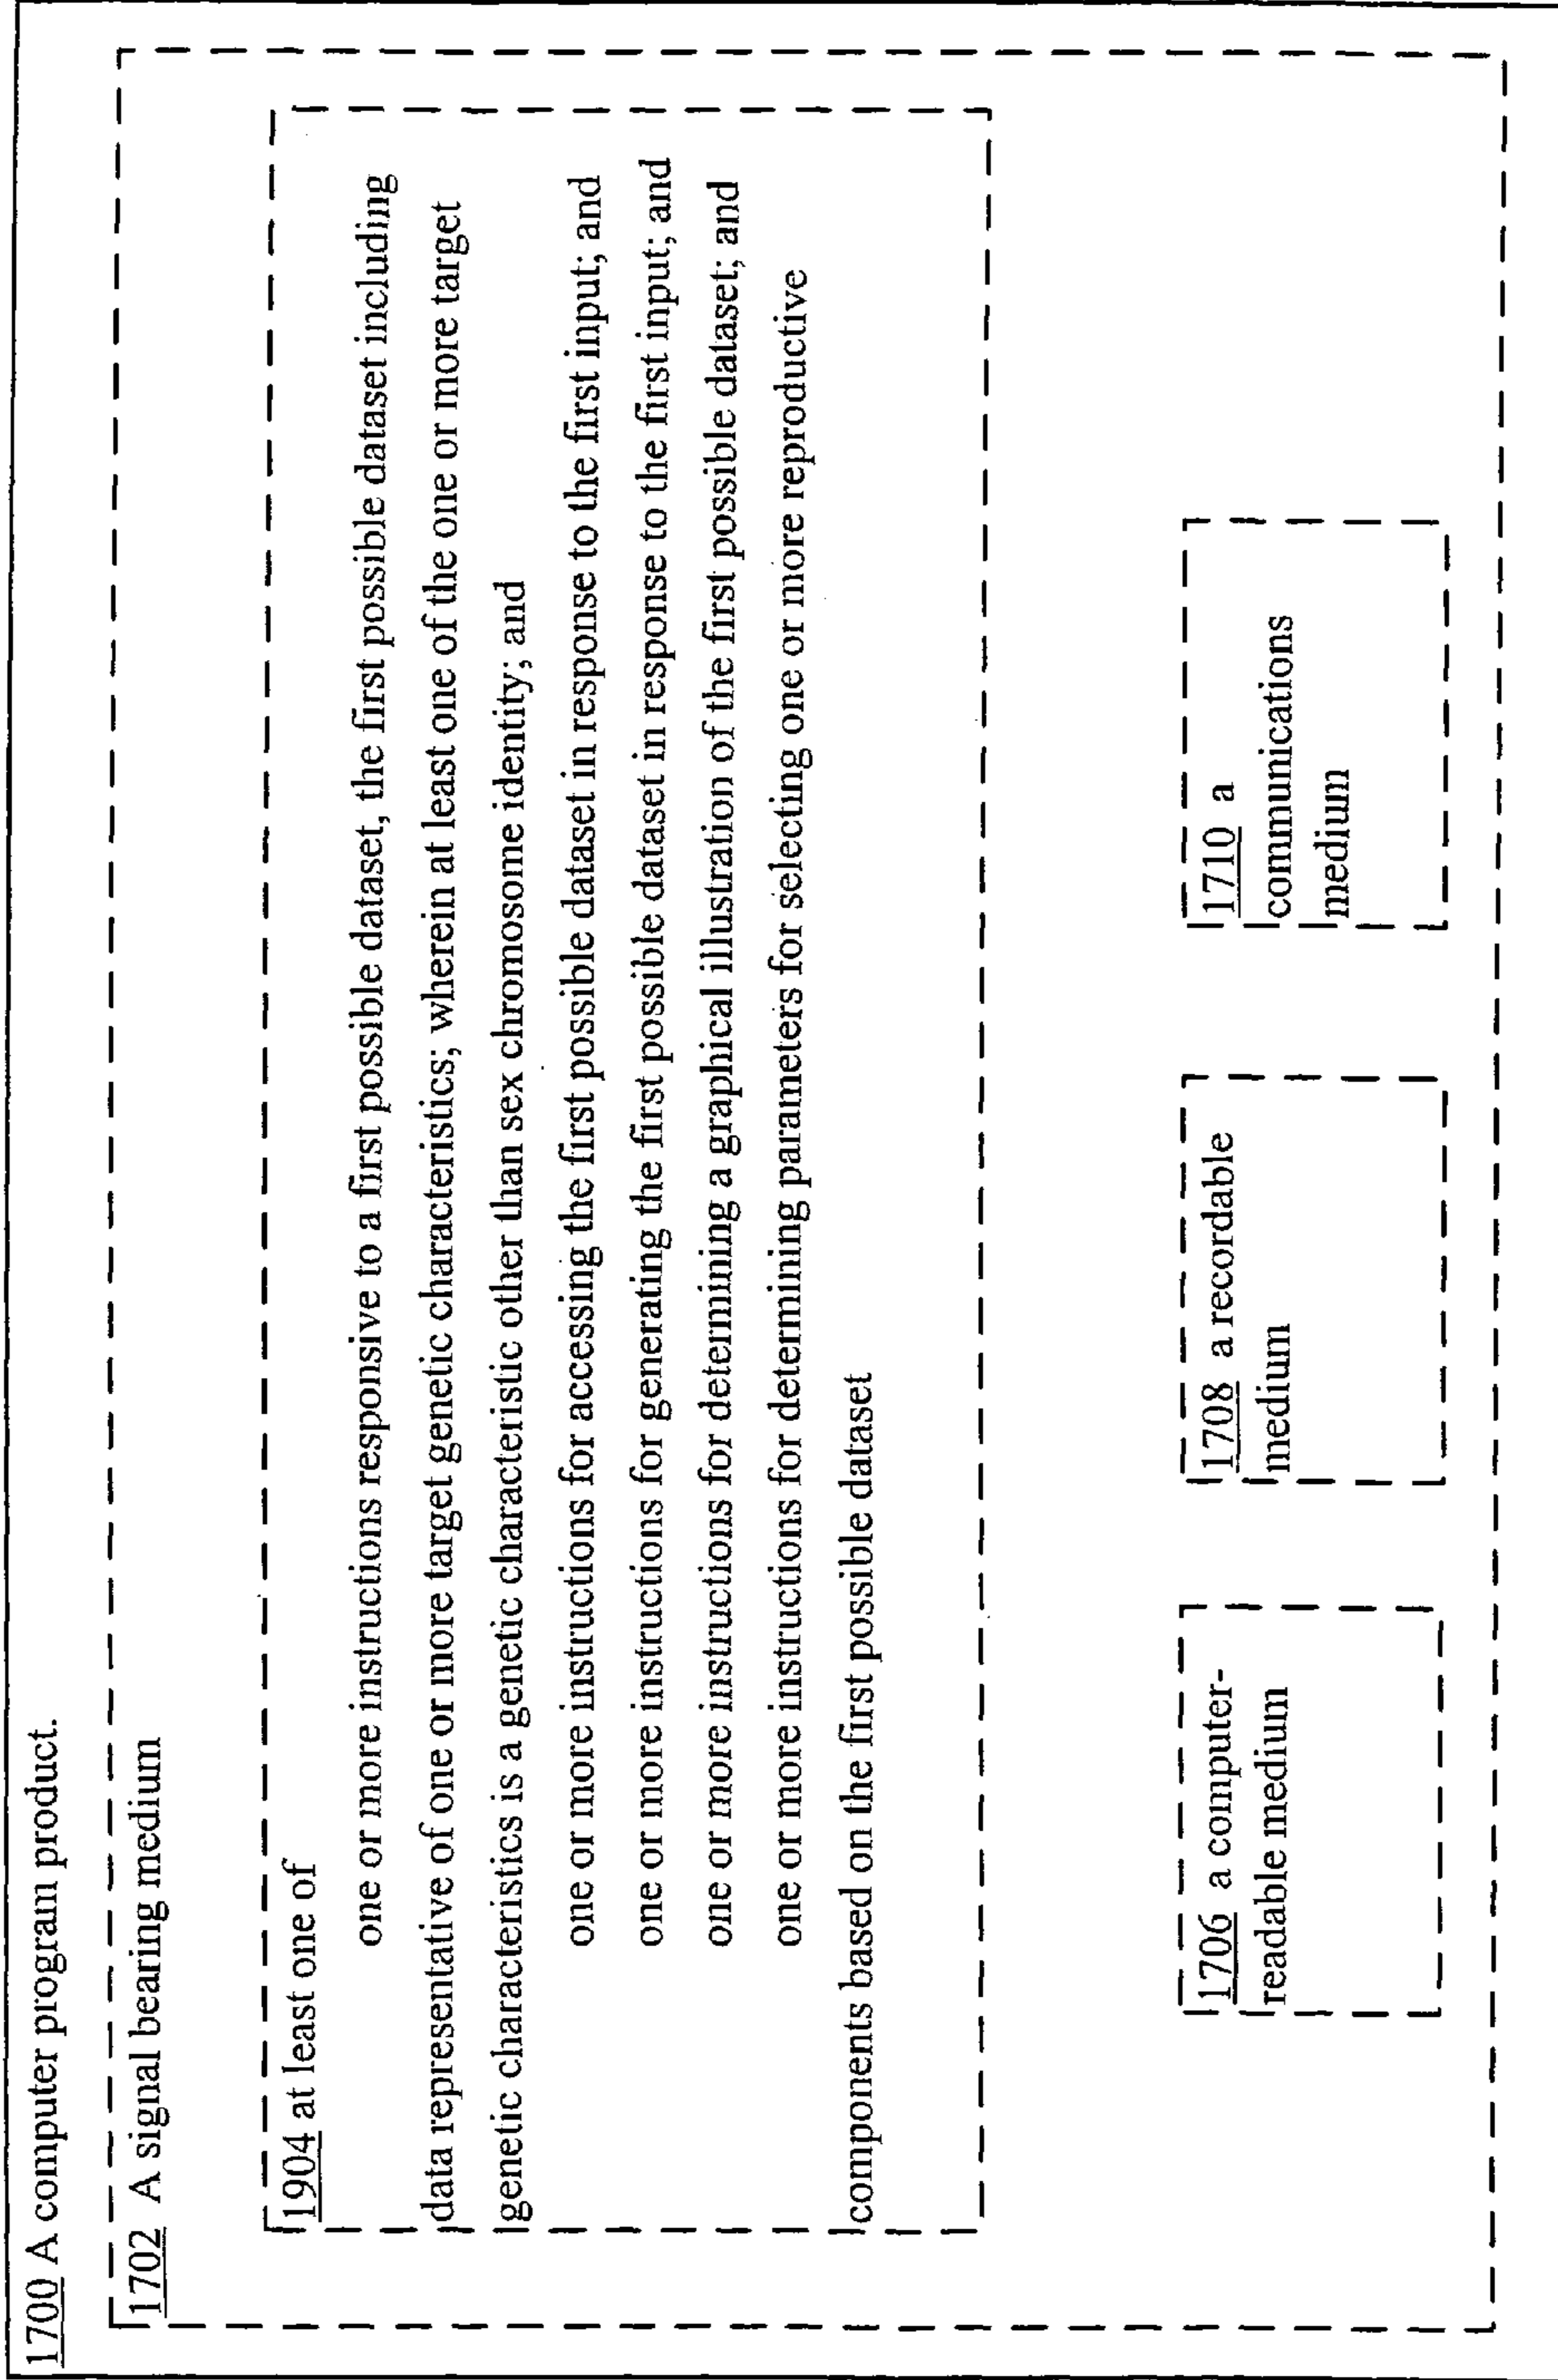 1700 A computer program product.
1702 A signal bearing medium
1904 at least one of
one or more instructions responsive to a first possible dataset, the first possible dataset including
data representative of one or more target genetic characteristics; wherein at least one of the one or more target
genetic characteristics is a genetic characteristic other than sex chromosome identity; and
one or more instructions for accessing the first possible dataset in response to the first input; and
one or more instructions for generating the first possible dataset in response to the first input; and
one or more instructions for determining a graphical illustration of the first possible dataset; and
one or more instructions for determining parameters for selecting one or more reproductive
components based on the first possible dataset
1706 a computer-
readable medium
1708 a recordable
medium
1710 a
communications
medium